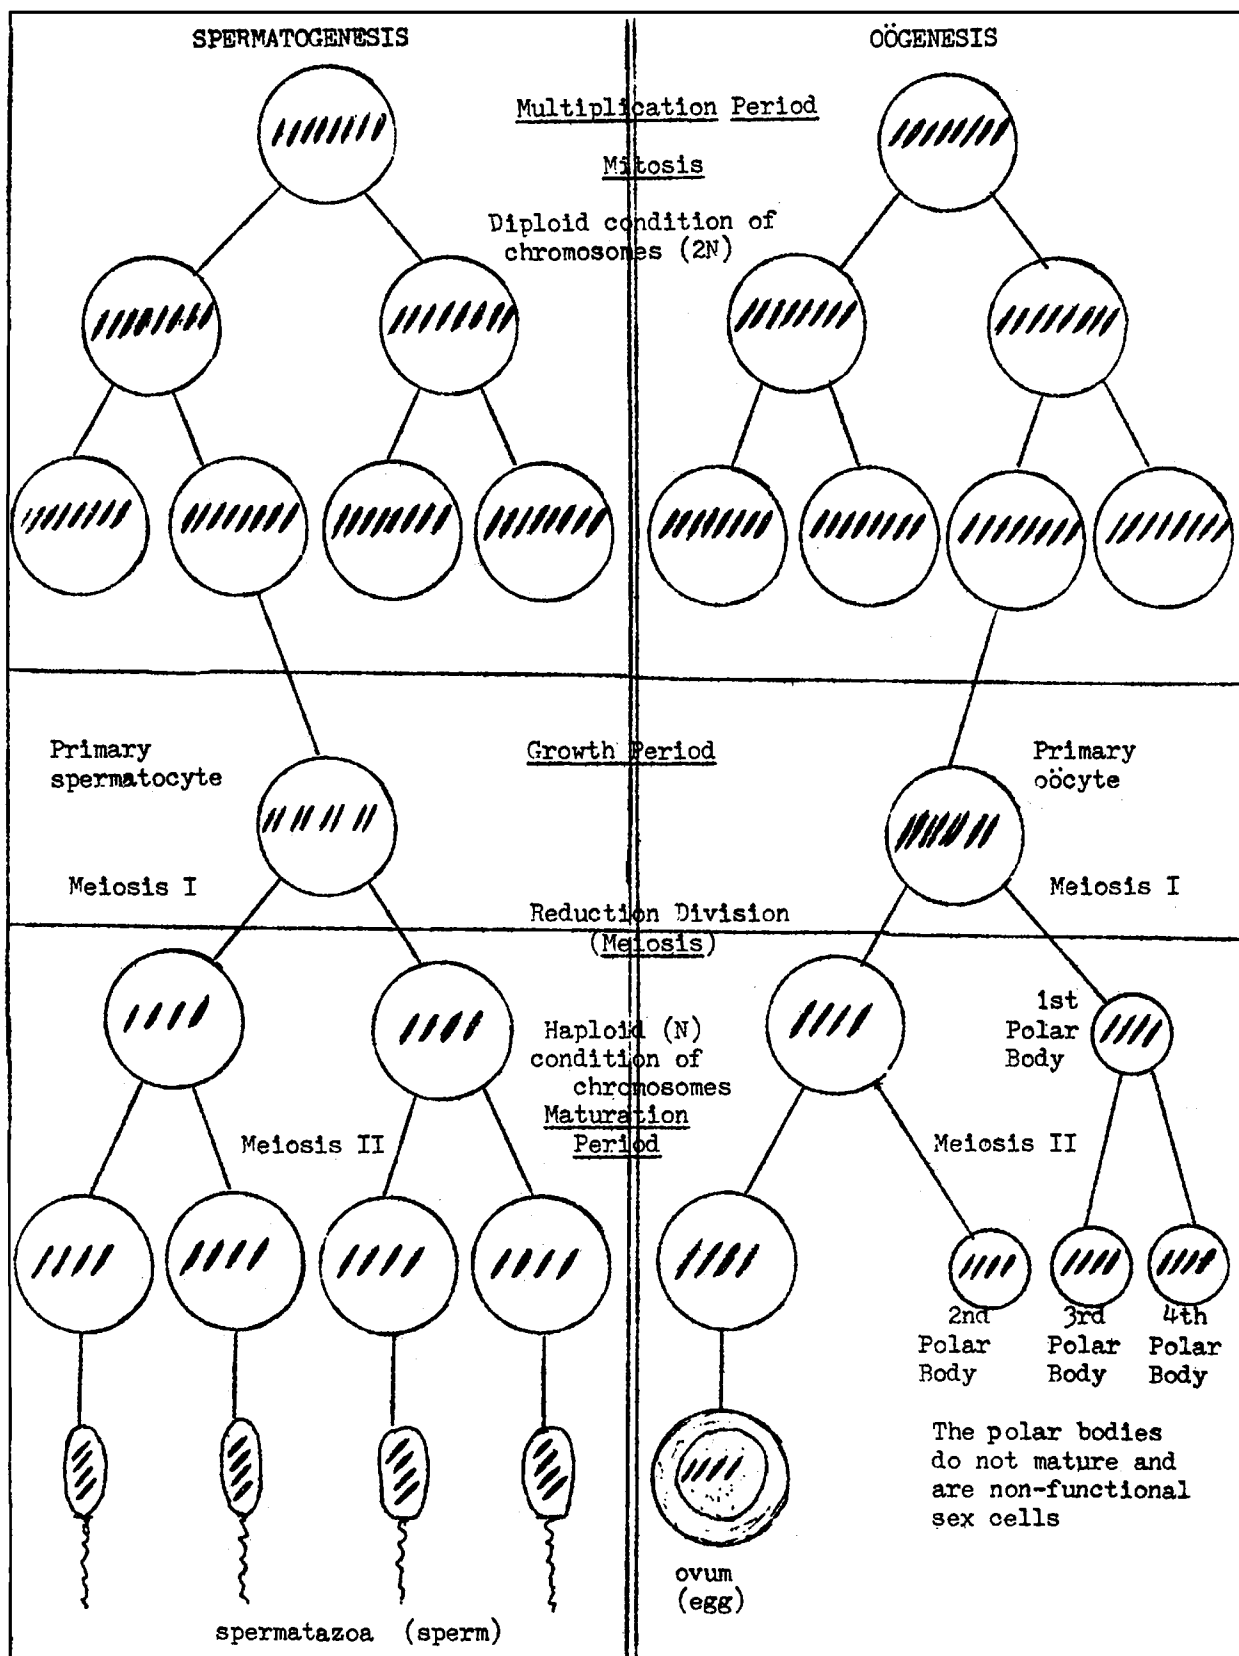 SPERMATOGENESIS
OÖGENESIS
Multiplication Period
Mitosis
Diploid condition of
chromosomes (2N)
Primary
spermatocyte
Growth Period
Primary
oöcyte
Meiosis I
Meiosis I
Reduction Division
(Meiosis)
1st
Polar
Body
Haploid (N)
condition of
chromosomes
Maturation
Period
Meiosis II
Meiosis II
2nd
Polar
Body
3rd
Polar
Body
4th
Polar
Body
The polar bodies
do not mature and
are non-functional
sex cells
ovum
(egg)
spermatazoa (sperm)